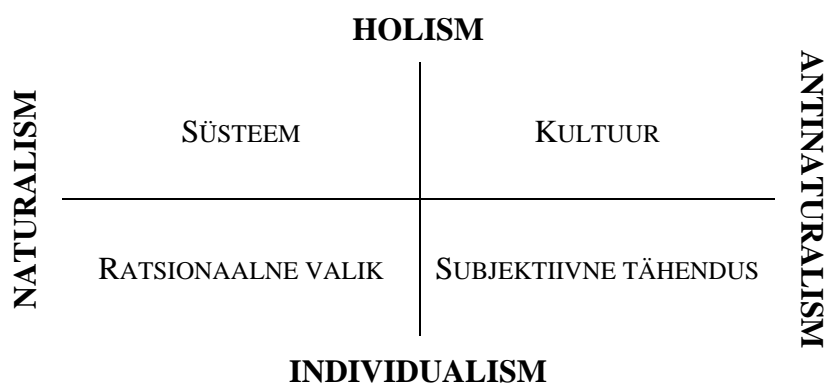 HOLISM
NATURALISM
SÜSTEEM
KULTUUR
ANTINATURALISM
RATSIONAALNE VALIK
SUBJEKTIIVNE TÄHENDUS
INDIVIDUALISM